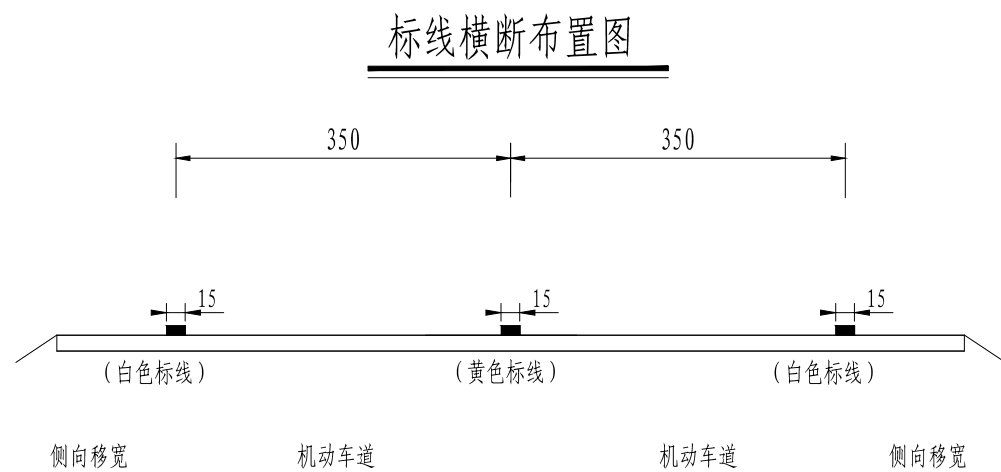 标线横断布置图
350 350
15 15 15
(白色标线) (黄色标线) (白色标线)
侧向移宽 机动车道 机动车道 侧向移宽